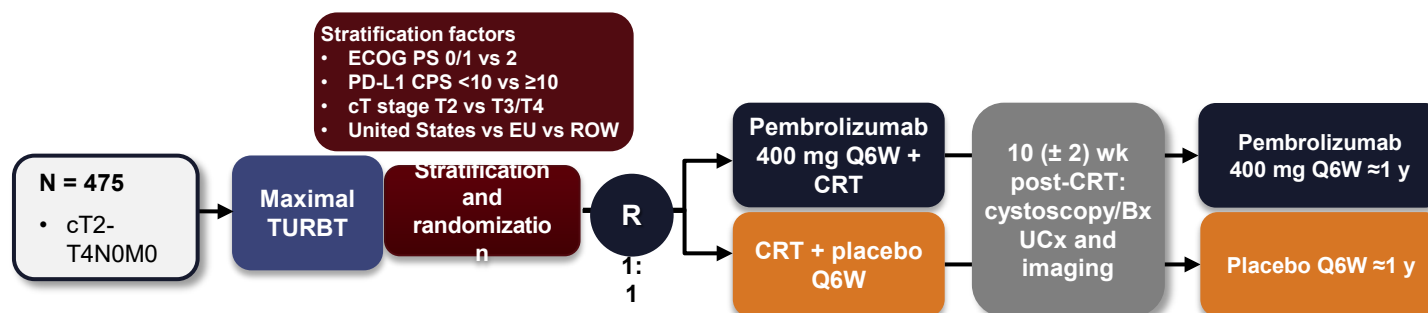 Stratification factors
• ECOG PS 0/1 vs 2
• PD-L1 CPS <10 vs ≥10
• cT stage T2 vs T3/T4
• United States vs EU vs ROW
N = 475
• cT2-
T4N0M0
Maximal
TURBT
Stratification
and
randomizatio
n
R
1:
1
Pembrolizumab
400 mg Q6W +
CRT
CRT + placebo
Q6W
10 (± 2) wk
post-CRT:
cystoscopy/Bx
UCx and
imaging
Pembrolizumab
400 mg Q6W ≈1 y
Placebo Q6W ≈1 y